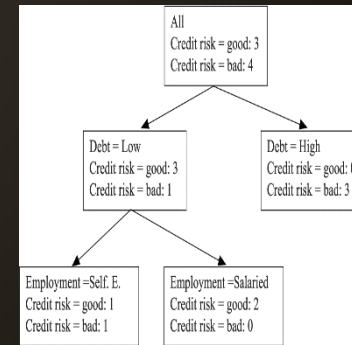 All
Credit risk = good: 3
Credit risk = bad: 4
Debt = Low
Credit risk = good: 3
Credit risk = bad: 1
Debt = High
Credit risk = good:
Credit risk = bad: 3
Employment =Self. E.
Credit risk = good: 1
Credit risk = bad: 1
Employment =Salaried
Credit risk = good: 2
Credit risk = bad: 0